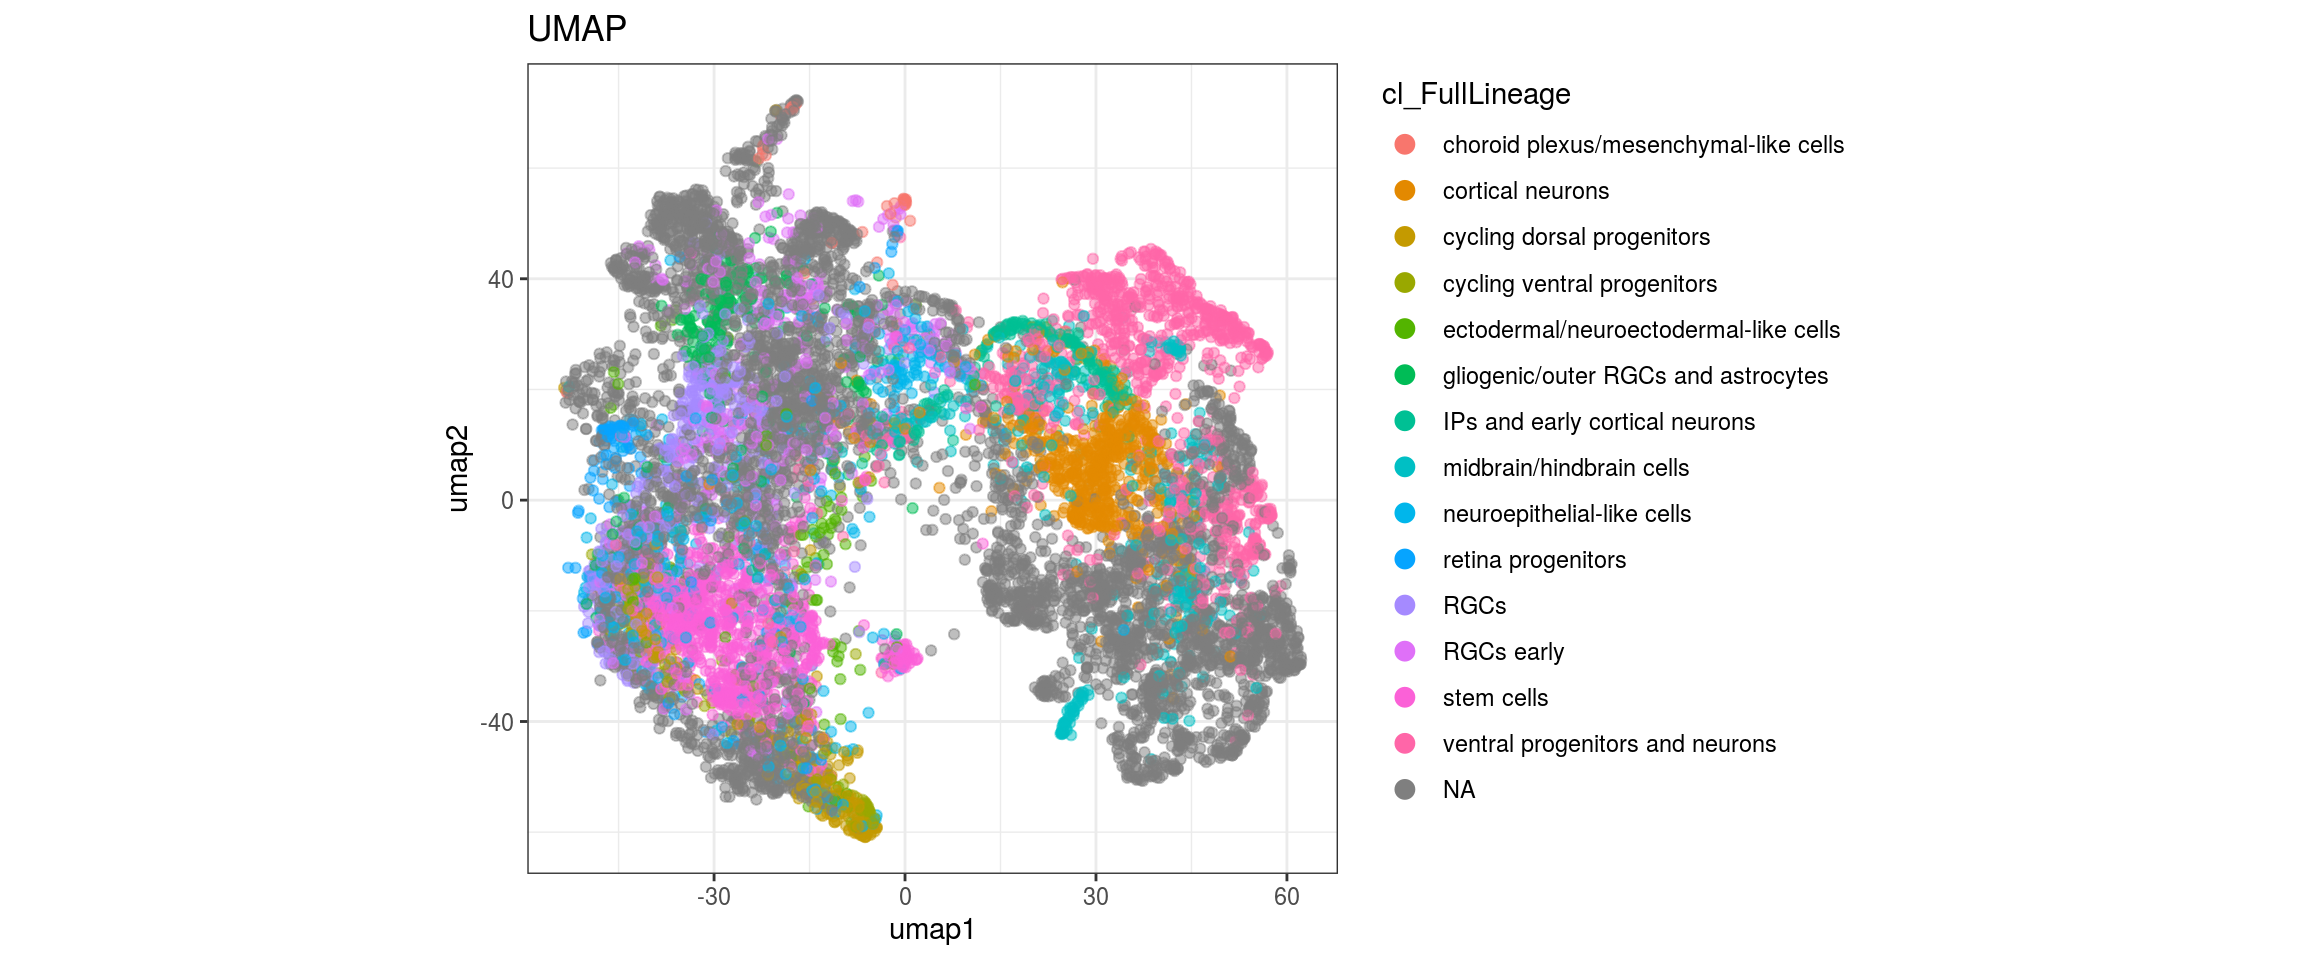 UMAP
umap2
40
0
-40
-30
0
30
60
umap1
cl_FullLineage
choroid plexus/mesenchymal-like cells
cortical neurons
cycling dorsal progenitors
cycling ventral progenitors
ectodermal/neuroectodermal-like cells
gliogenic/outer RGCs and astrocytes
IPs and early cortical neurons
midbrain/hindbrain cells
neuroepithelial-like cells
retina progenitors
RGCs
RGCs early
stem cells
ventral progenitors and neurons
NA